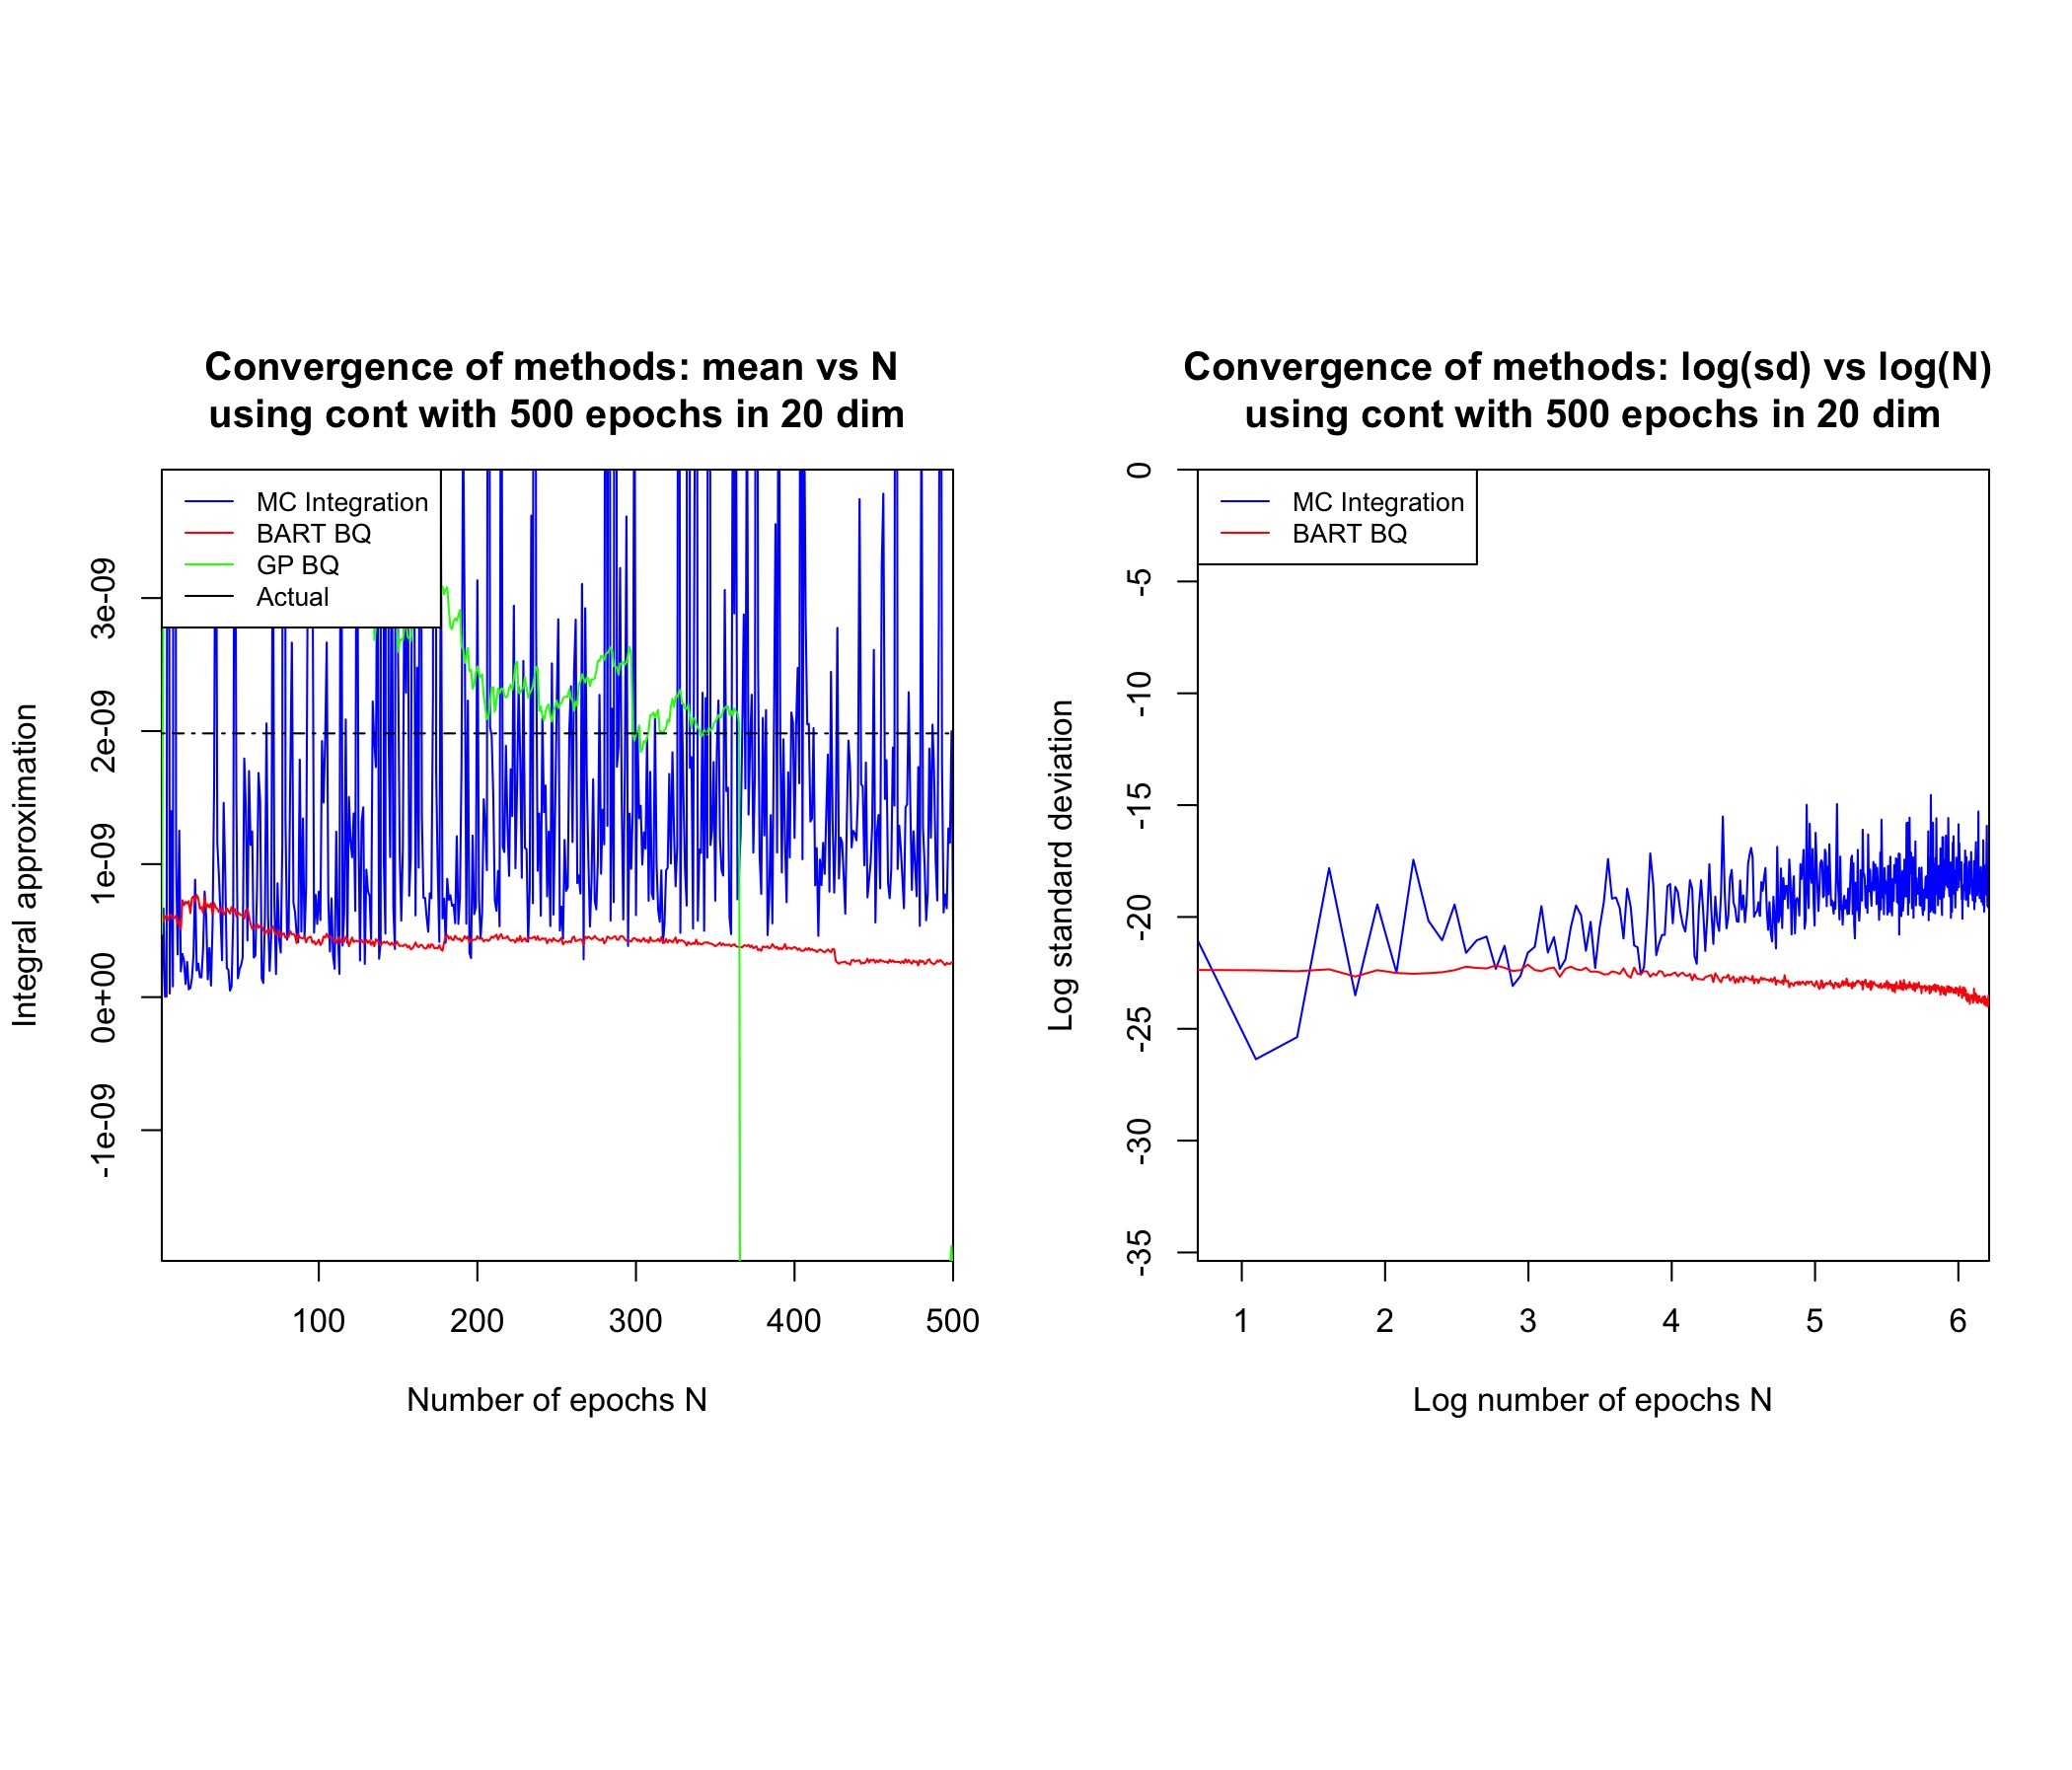 Convergence of methods: mean vs N
using cont with 500 epochs in 20 dim
MC Integration
BART BQ
GP BQ
Actual
Integral approximation
3e-09
2e-09
1e-09
0e+00
-1e-09
100 200 300 400 500
Number of epochs N
Convergence of methods: log(sd) vs log(N)
using cont with 500 epochs in 20 dim
MC Integration
BART BQ
Log standard deviation
0
-5
-10
-15
-20
-25
-30
-35
1 2 3 4 5 6
Log number of epochs N